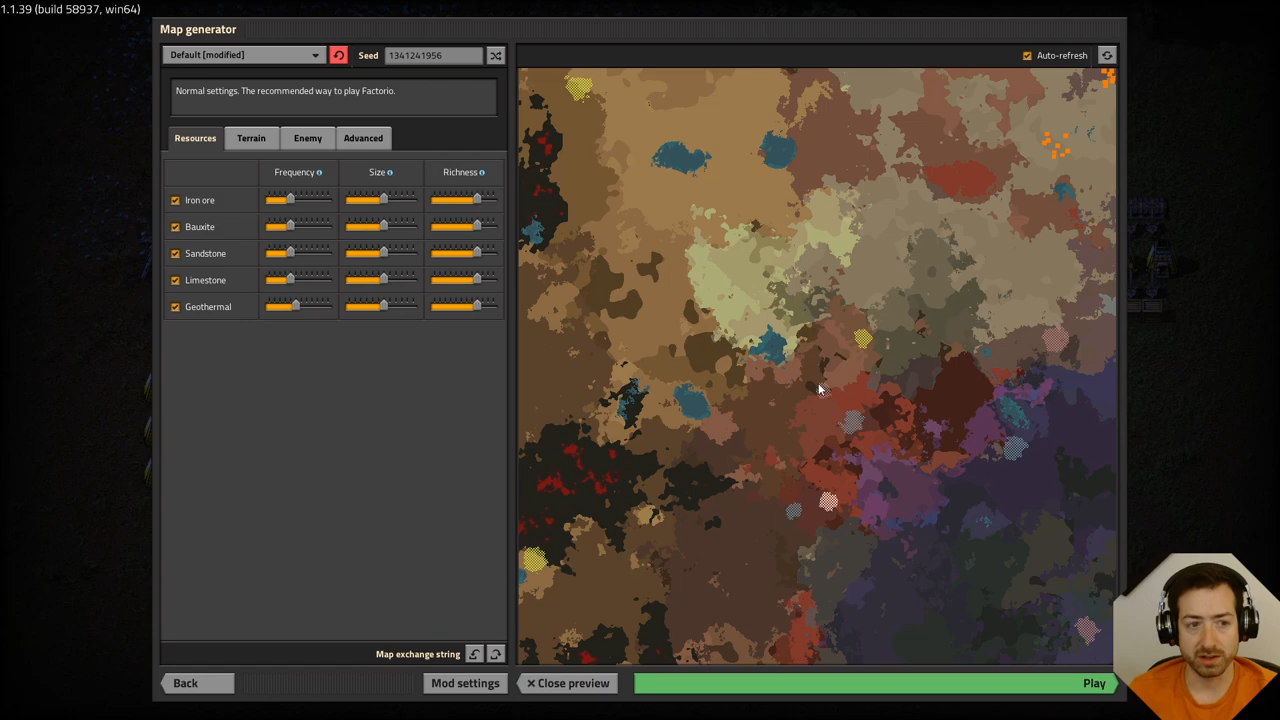 1.1.39 (build 58937, win64)
Map generator
Default [modified]
Seed
1341241956
Auto-refresh
Normal settings. The recommended way to play Factorio.
Resources
Terrain
Enemy
Advanced
Frequency
Size
Richness
Iron ore
Bauxite
Sandstone
Limestone
Geothermal
Map exchange string
Back
Mod settings
Close preview
Play